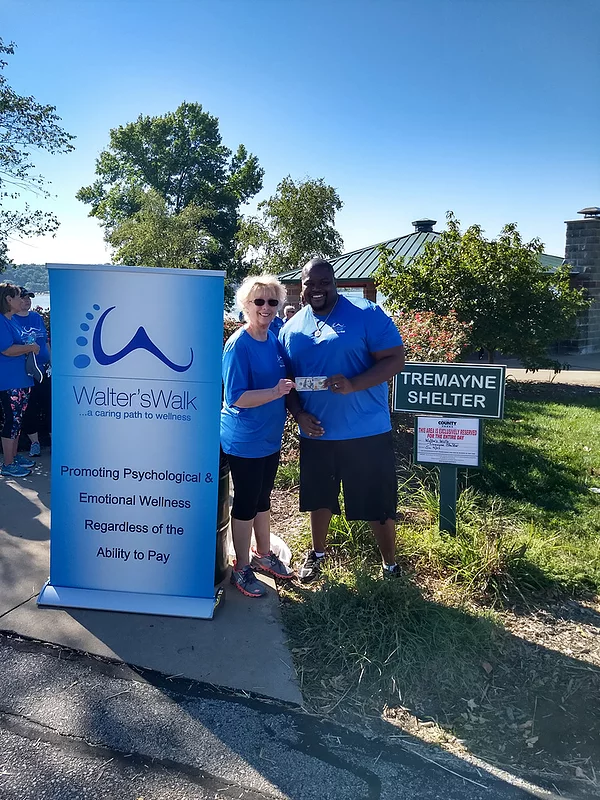 Walter'sWalk
...a caring path to wellness
Promoting Psychological &
Emotional Wellness
Regardless of the
Ability to Pay
TREMAYNE
SHELTER
COUNTY
THIS AREA IS EXCLUSIVELY RESERVED
FOR THE ENTIRE DAY